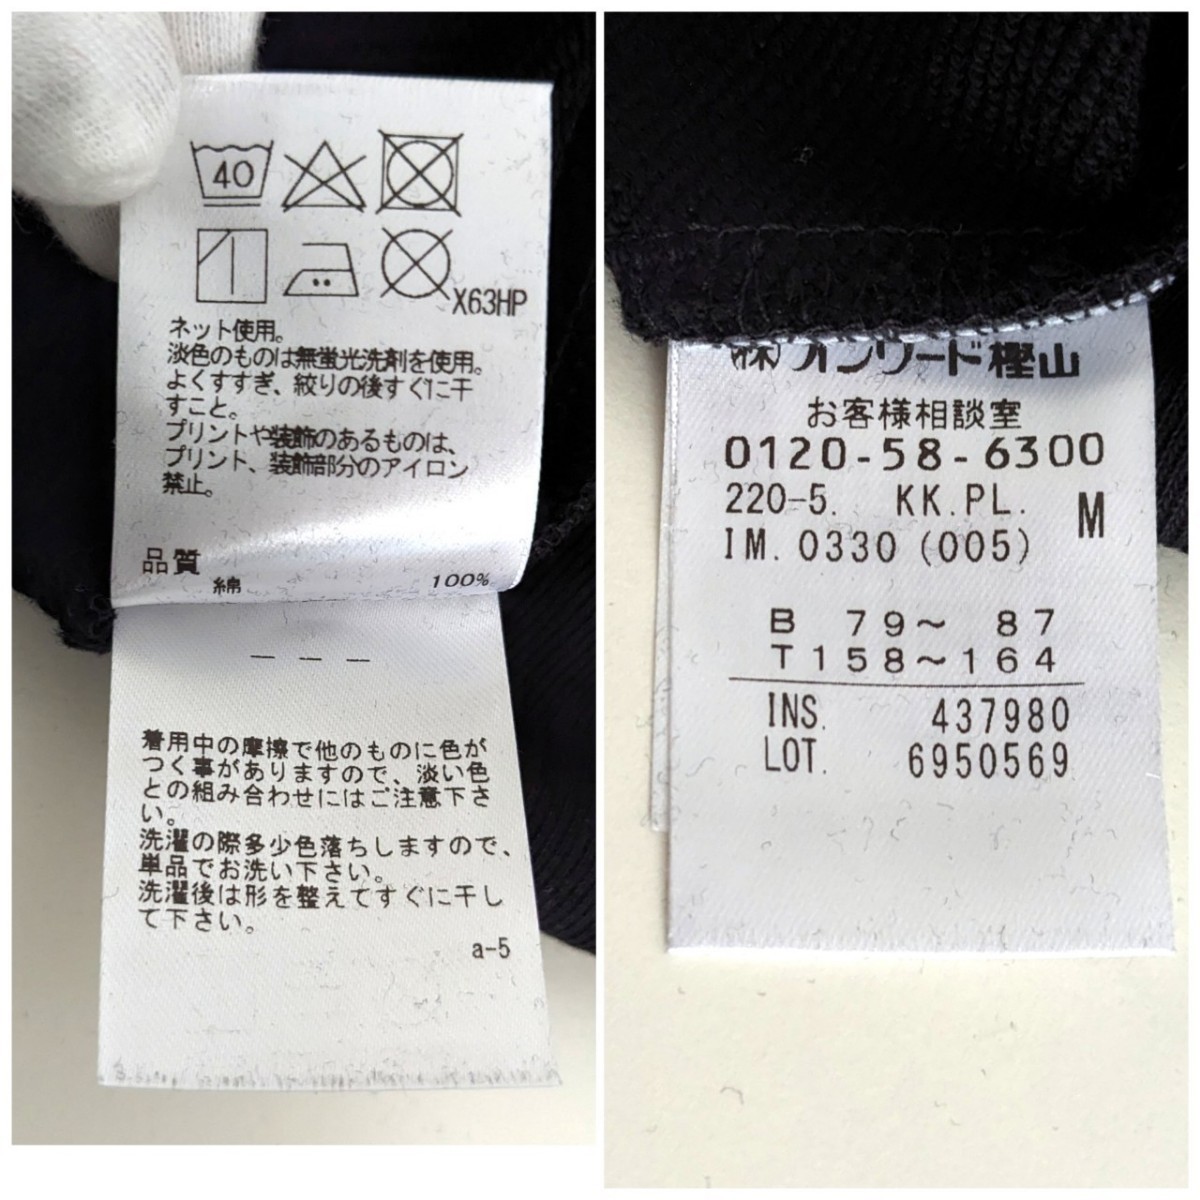 40
X63HP
ネット使用。
淡色のものは無蛍光洗剤を使用。
よくすすぎ、絞りの後すぐに干
すこと。
プリントや装飾のあるものは、
プリント、装飾部分のアイロン
禁止。
品質
綿 100%
― ― ―
着用中の摩擦で他のものに色が
つく事がありますので、淡い色
との組み合わせにはご注意下さ
い。
洗濯の際多少色落ちしますので、
単品でお洗い下さい。
洗濯後は形を整えてすぐに干し
て下さい。
a-5
(株)オンワード樫山
お客様相談室
0120-58-6300
220-5. KK.PL. M
IM. 0330 (005)
B 79～ 87
T158～164
INS. 437980
LOT. 6950569